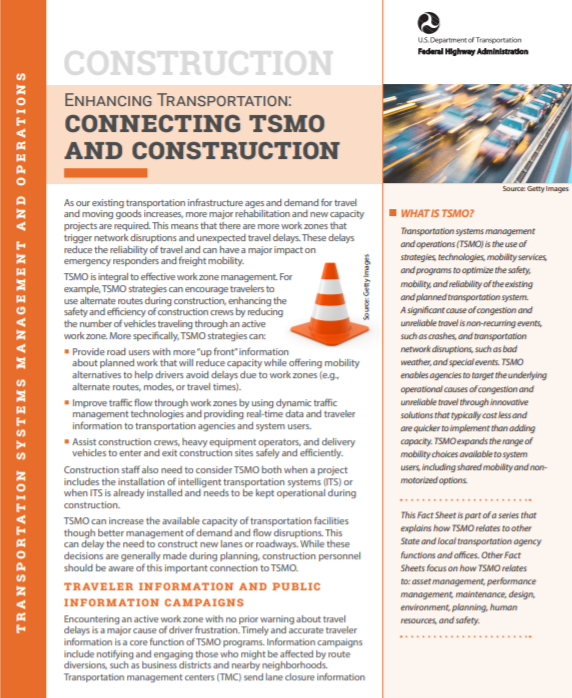 TRANSPORTATION SYSTEMS MANAGEMENT AND OPERATIONS
CONSTRUCTION
U.S. Department of Transportation
Federal Highway Administration
ENHANCING TRANSPORTATION:
CONNECTING TSMO
AND CONSTRUCTION
Source: Getty Images
As our existing transportation infrastructure ages and demand for travel
and moving goods increases, more major rehabilitation and new capacity
projects are required. This means that there are more work zones that
trigger network disruptions and unexpected travel delays. These delays
reduce the reliability of travel and can have a major impact on
emergency responders and freight mobility.
TSMO is integral to effective work zone management. For
example, TSMO strategies can encourage travelers to
use alternate routes during construction, enhancing the
safety and efficiency of construction crews by reducing
the number of vehicles traveling through an active
work zone. More specifically, TSMO strategies can:
Source: Getty Images
■ Provide road users with more "up front" information
about planned work that will reduce capacity while offering mobility
alternatives to help drivers avoid delays due to work zones (e.g.,
alternate routes, modes, or travel times).
■ Improve traffic flow through work zones by using dynamic traffic
management technologies and providing real-time data and traveler
information to transportation agencies and system users.
■ Assist construction crews, heavy equipment operators, and delivery
vehicles to enter and exit construction sites safely and efficiently.
Construction staff also need to consider TSMO both when a project
includes the installation of intelligent transportation systems (ITS) or
when ITS is already installed and needs to be kept operational during
construction.
TSMO can increase the available capacity of transportation facilities
though better management of demand and flow disruptions. This
can delay the need to construct new lanes or roadways. While these
decisions are generally made during planning, construction personnel
should be aware of this important connection to TSMO.
TRAVELER INFORMATION AND PUBLIC
INFORMATION CAMPAIGNS
Encountering an active work zone with no prior warning about travel
delays is a major cause of driver frustration. Timely and accurate traveler
information is a core function of TSMO programs. Information campaigns
include notifying and engaging those who might be affected by route
diversions, such as business districts and nearby neighborhoods.
Transportation management centers (TMC) send lane closure information
■ WHAT IS TSMO?
Transportation systems management
and operations (TSMO) is the use of
strategies, technologies, mobility services,
and programs to optimize the safety,
mobility, and reliability of the existing
and planned transportation system.
A significant cause of congestion and
unreliable travel is non-recurring events,
such as crashes, and transportation
network disruptions, such as bad
weather, and special events. TSMO
enables agencies to target the underlying
operational causes of congestion and
unreliable travel through innovative
solutions that typically cost less and
are quicker to implement than adding
capacity. TSMO expands the range of
mobility choices available to system
users, including shared mobility and non-
motorized options.
This Fact Sheet is part of a series that
explains how TSMO relates to other
State and local transportation agency
functions and offices. Other Fact
Sheets focus on how TSMO relates
to: asset management, performance
management, maintenance, design,
environment, planning, human
resources, and safety.